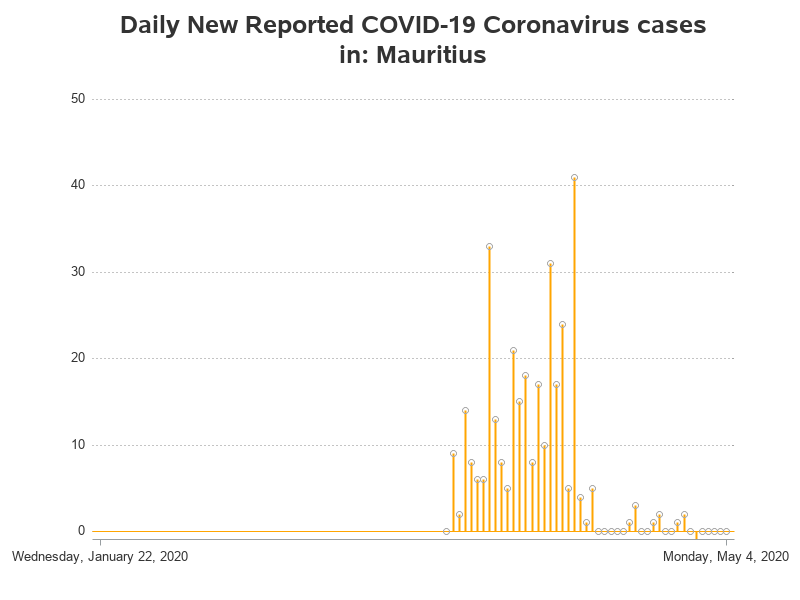 Daily New Reported COVID-19 Coronavirus cases
in: Mauritius
50
40
30
20
10
0
Wednesday, January 22, 2020
Monday, May 4, 2020